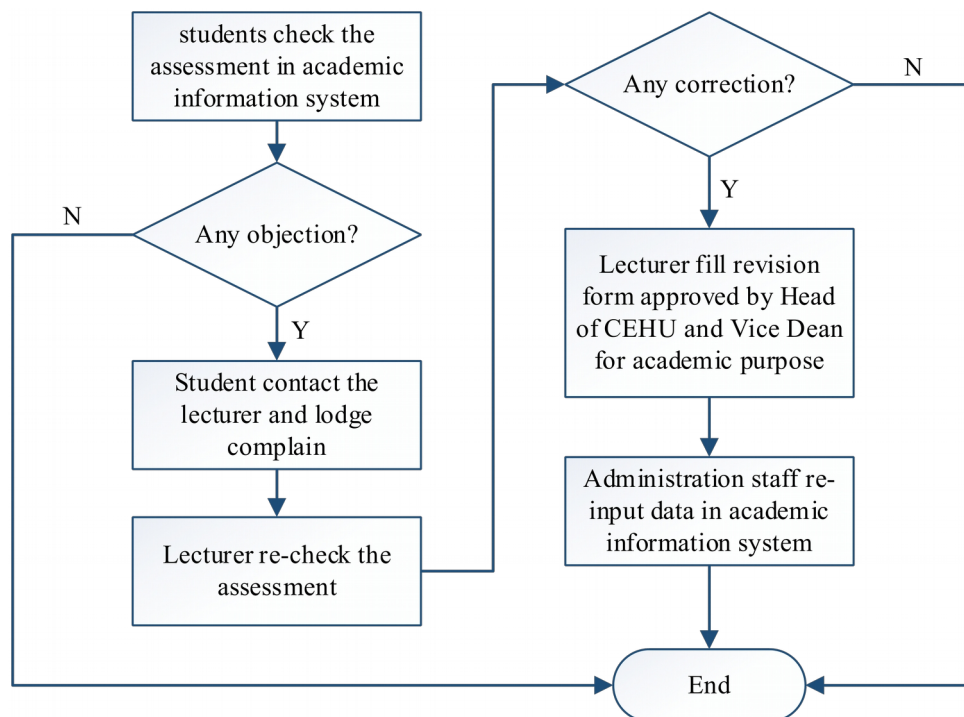 students check the
assessment in academic
information system
N
Any objection?
Y
Student contact the
lecturer and lodge
complain
Lecturer re-check the
assessment
Any correction?
N
Y
Lecturer fill revision
form approved by Head
of CEHU and Vice Dean
for academic purpose
Administration staff re-
input data in academic
information system
End